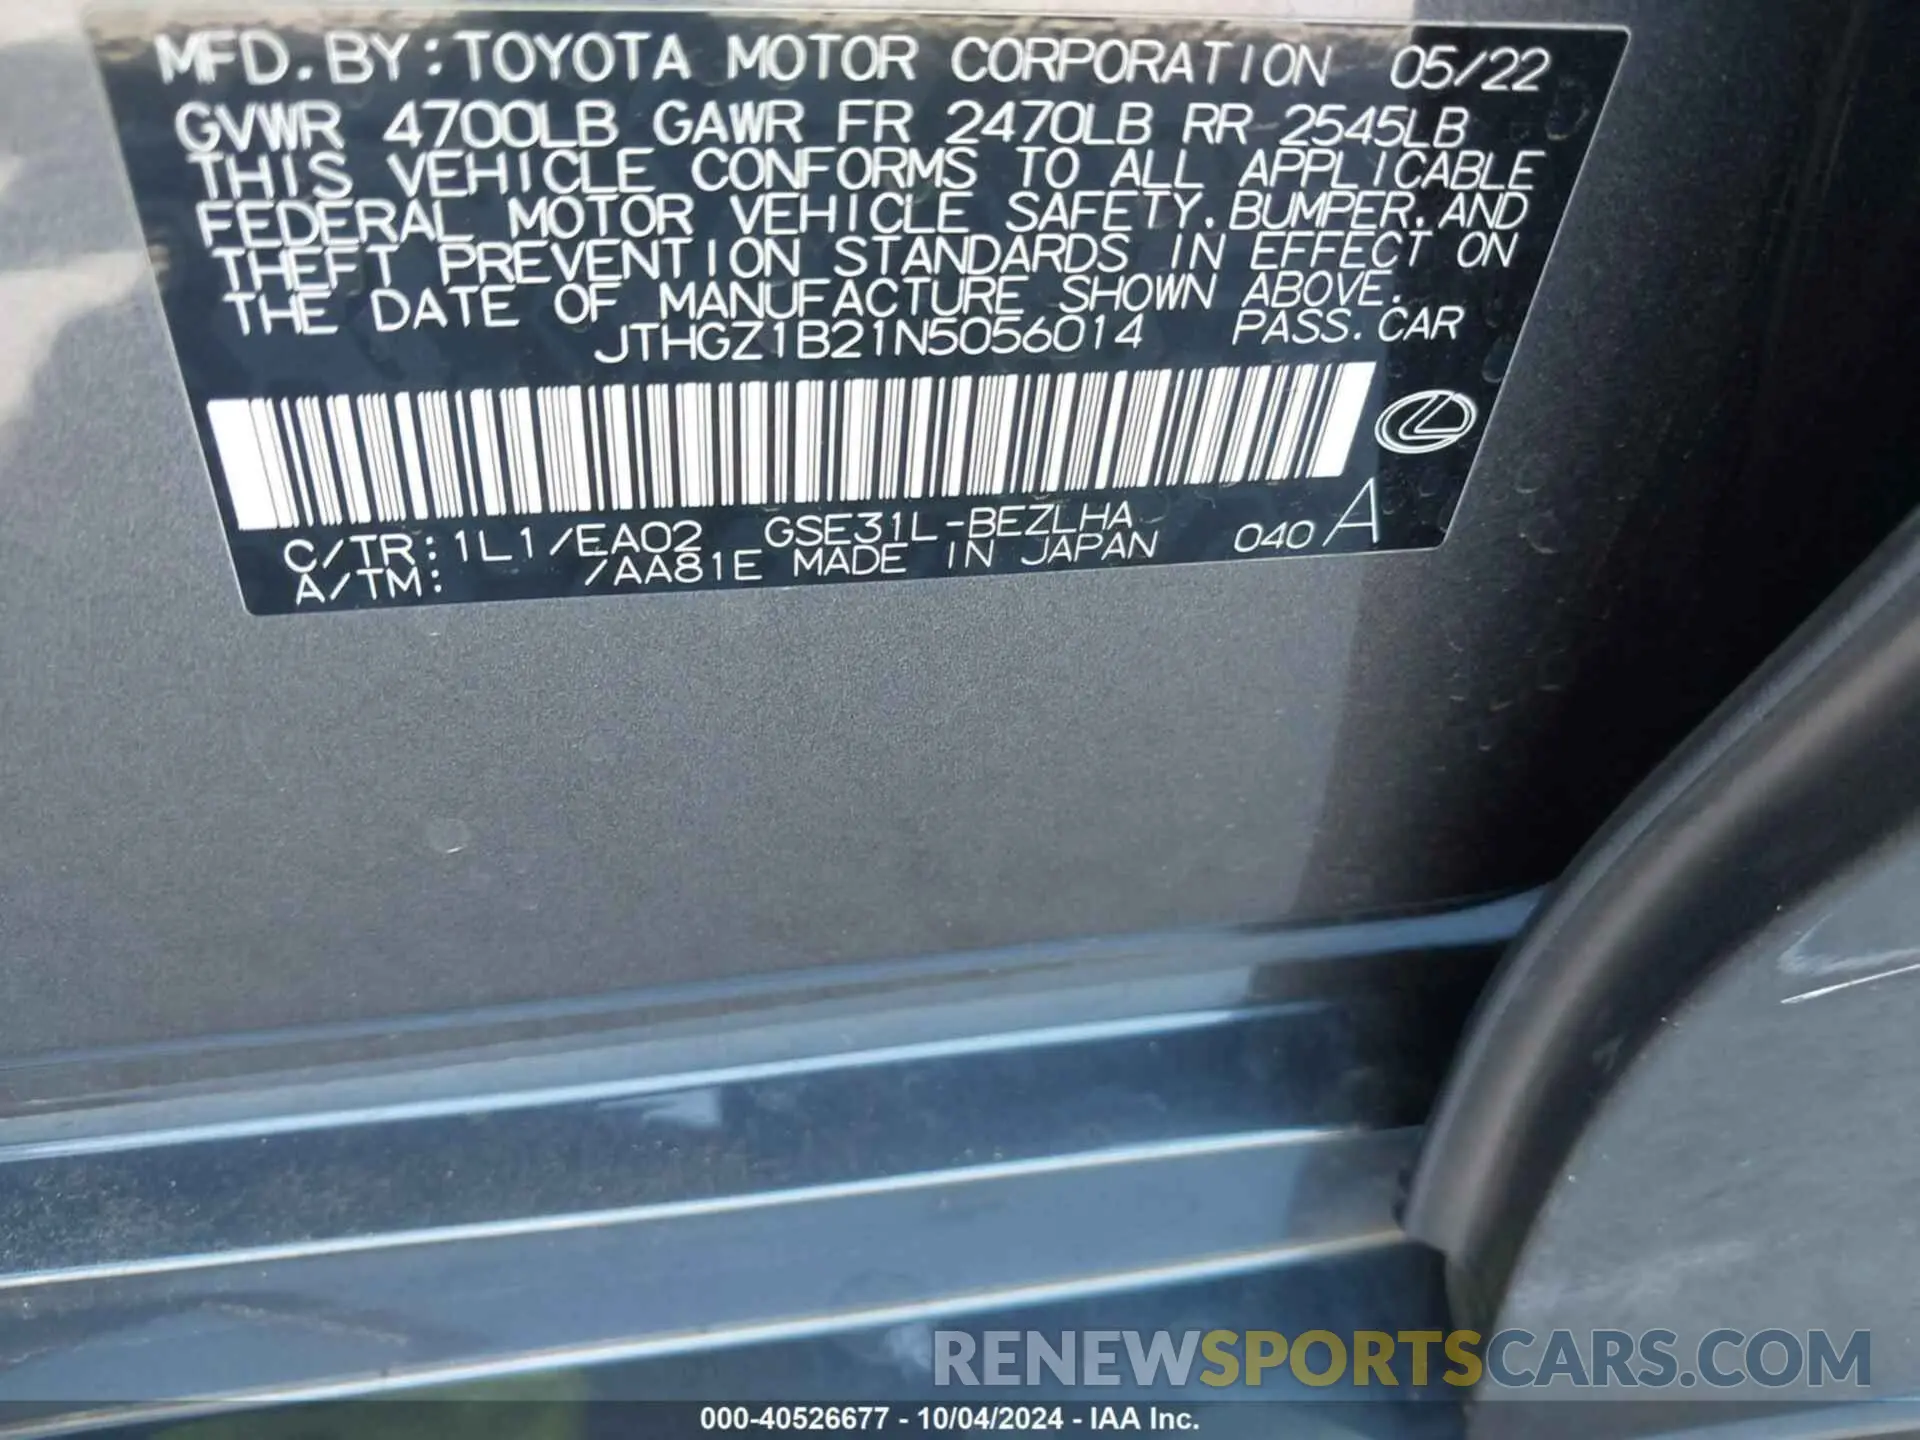 MFD.BY:TOYOTA MOTOR CORPORATION 05/22
GVWR 4700LB GAWR FR 2470LB RR 2545LB
THIS VEHICLE CONFORMS TO ALL APPLICABLE
FEDERAL MOTOR VEHICLE SAFETY.BUMPER.AND
THEFT PREVENTION STANDARDS IN EFFECT ON
THE DATE OF MANUFACTURE SHOWN ABOVE.
JTHGZ1B21N5056014 PASS.CAR
C/TR:1L1/EA02 GSE31L-BEZLHA
A/TM: /AA81E MADE IN JAPAN 040 A
RENEWSPORTSCARS.COM
000-40526677 - 10/04/2024 - IAA Inc.